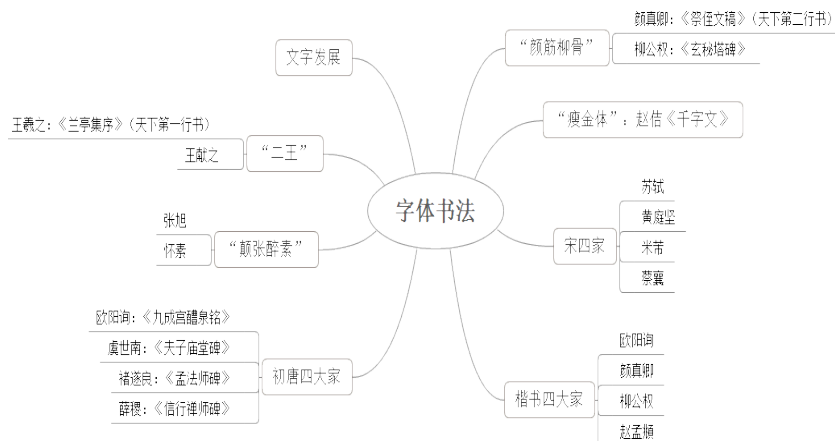 字体书法
文字发展
“二王”
王羲之：《兰亭集序》（天下第一行书）
王献之
“颠张醉素”
张旭
怀素
初唐四大家
欧阳询：《九成宫醴泉铭》
虞世南：《夫子庙堂碑》
褚遂良：《孟法师碑》
薛稷：《信行禅师碑》
“颜筋柳骨”
颜真卿：《祭侄文稿》（天下第二行书）
柳公权：《玄秘塔碑》
“瘦金体”：赵佶《千字文》
宋四家
苏轼
黄庭坚
米芾
蔡襄
楷书四大家
欧阳询
颜真卿
柳公权
赵孟頫